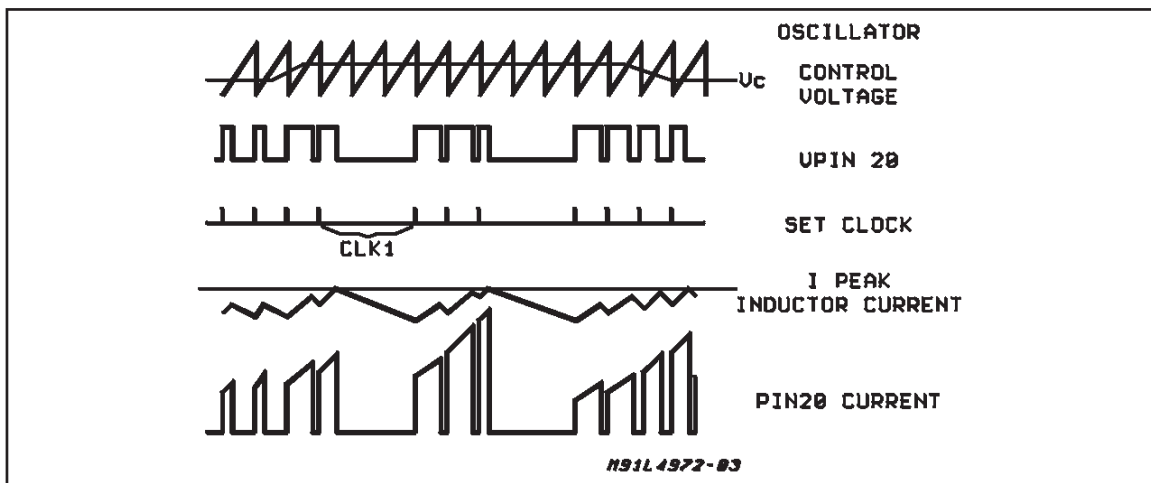 OSCILLATOR
Vc
CONTROL
VOLTAGE
VPIN 20
SET CLOCK
CLK1
I PEAK
INDUCTOR CURRENT
PIN20 CURRENT
M91L4972-03